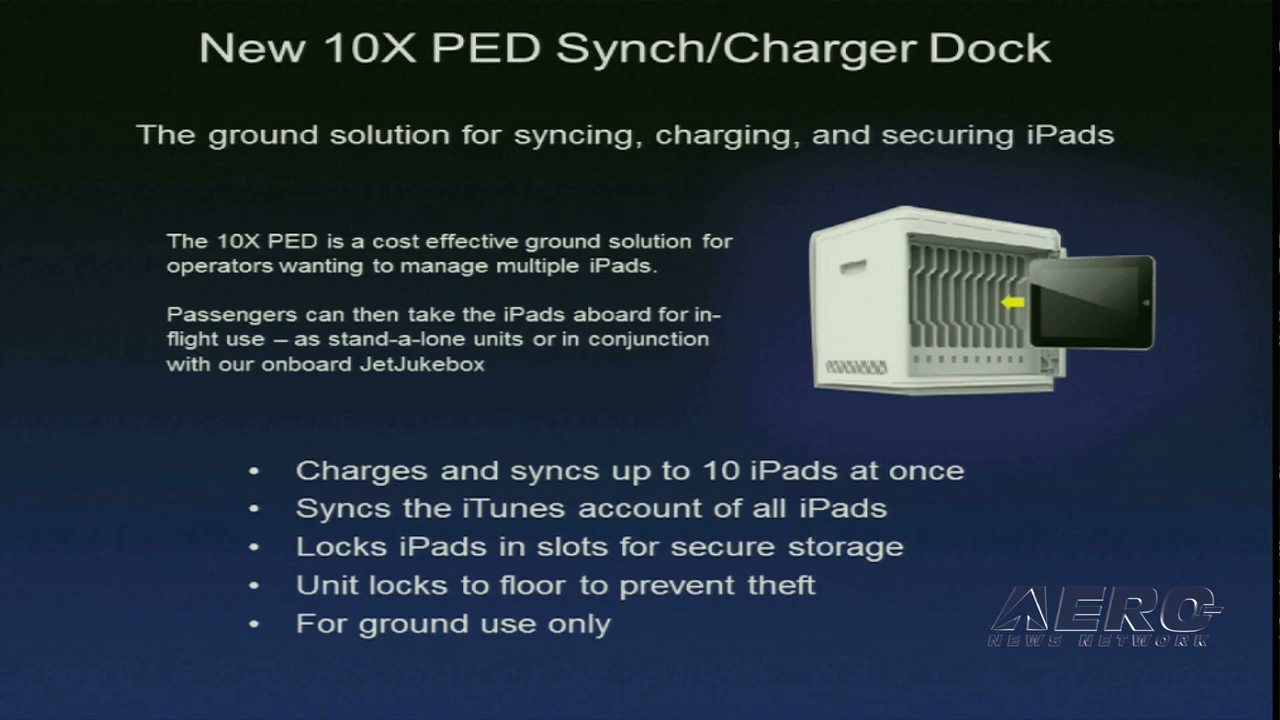 New 10X PED Synch/Charger Dock
The ground solution for syncing, charging, and securing iPads
The 10X PED is a cost effective ground solution for
operators wanting to manage multiple iPads.
Passengers can then take the iPads aboard for in-
flight use – as stand-a-lone units or in conjunction
with our onboard JetJukebox
• Charges and syncs up to 10 iPads at once
• Syncs the iTunes account of all iPads
• Locks iPads in slots for secure storage
• Unit locks to floor to prevent theft
• For ground use only
AERO
NEWS NETWORK